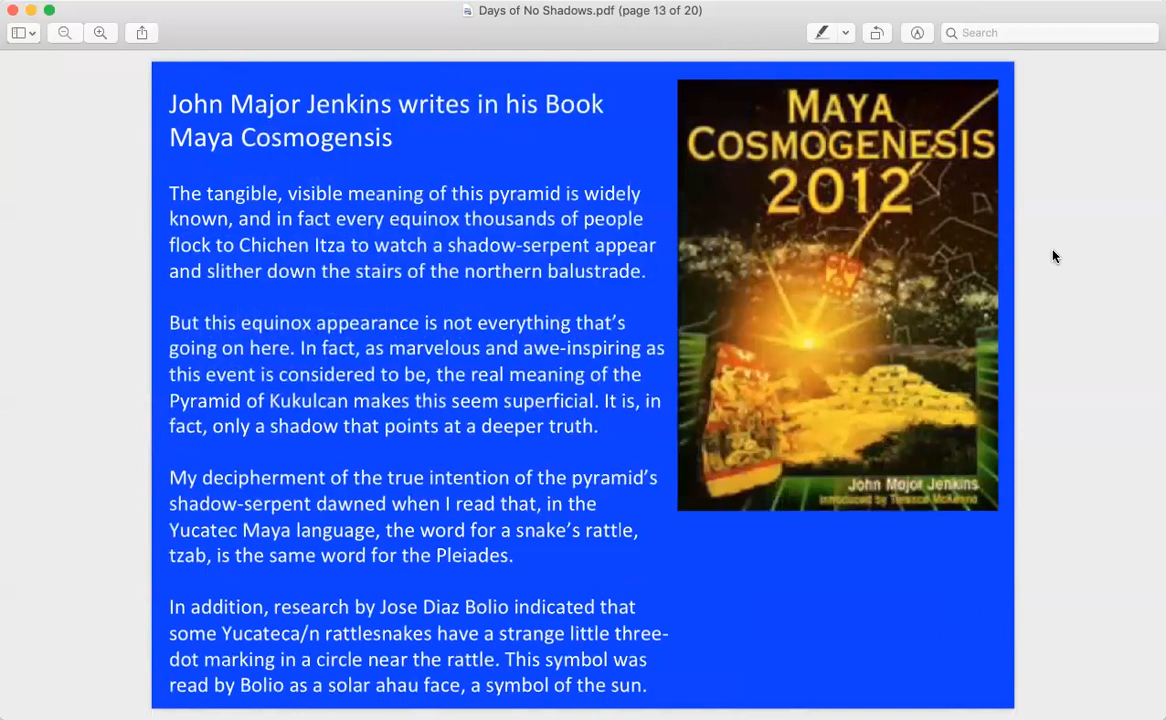 Days of No Shadows.pdf (page 13 of 20)
Search
John Major Jenkins writes in his Book
Maya Cosmogensis
The tangible, visible meaning of this pyramid is widely
known, and in fact every equinox thousands of people
flock to Chichen Itza to watch a shadow-serpent appear
and slither down the stairs of the northern balustrade.
But this equinox appearance is not everything that's
going on here. In fact, as marvelous and awe-inspiring as
this event is considered to be, the real meaning of the
Pyramid of Kukulcan makes this seem superficial. It is, in
fact, only a shadow that points at a deeper truth.
My decipherment of the true intention of the pyramid's
shadow-serpent dawned when I read that, in the
Yucatec Maya language, the word for a snake's rattle,
tzab, is the same word for the Pleiades.
In addition, research by Jose Diaz Bolio indicated that
some Yucateca/n rattlesnakes have a strange little three-
dot marking in a circle near the rattle. This symbol was
read by Bolio as a solar ahau face, a symbol of the sun.
MAYA
COSMOGENESIS
2012
John Major Jenkins
Introduced by Terence McKenna